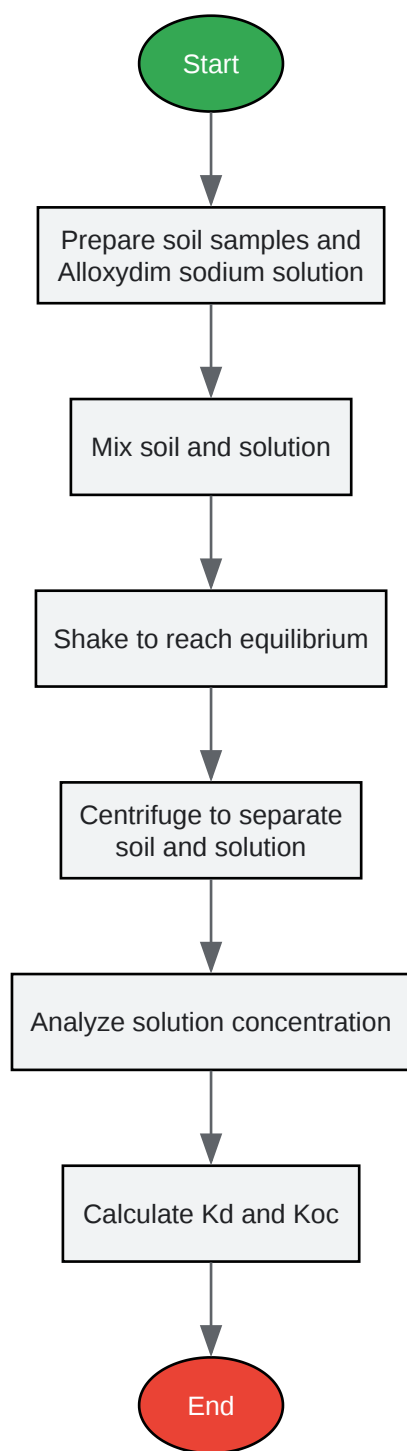 Start
Prepare soil samples and
Alloxydim sodium solution
Mix soil and solution
Shake to reach equilibrium
Centrifuge to separate
soil and solution
Analyze solution concentration
Calculate Kd and Koc
End